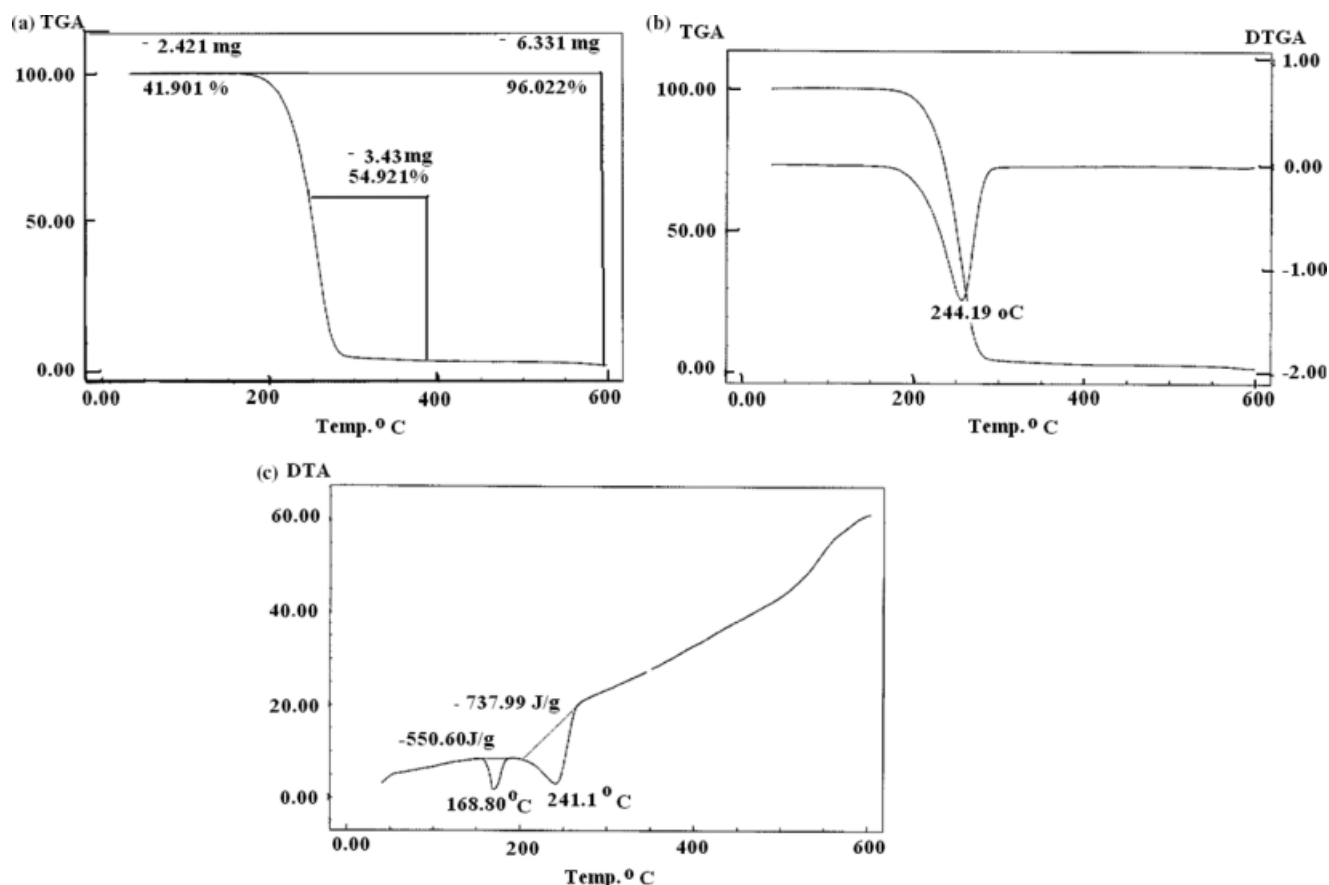 (a) TGA
- 2.421 mg
- 6.331 mg
100.00
41.901 %
96.022%
- 3.43mg
54.921%
50.00
0.00
0.00
200
400
600
Temp.º C
(b)
TGA
DTGA
1.00
100.00
0.00
50.00
-1.00
244.19 oC
0.00
-2.00
0.00
200
400
600
Temp.º C
(c) DTA
60.00
40.00
20.00
- 737.99 J/g
-550.60J/g
0.00
168.80ºC
241.1 º C
0.00
200
400
600
Temp.º C